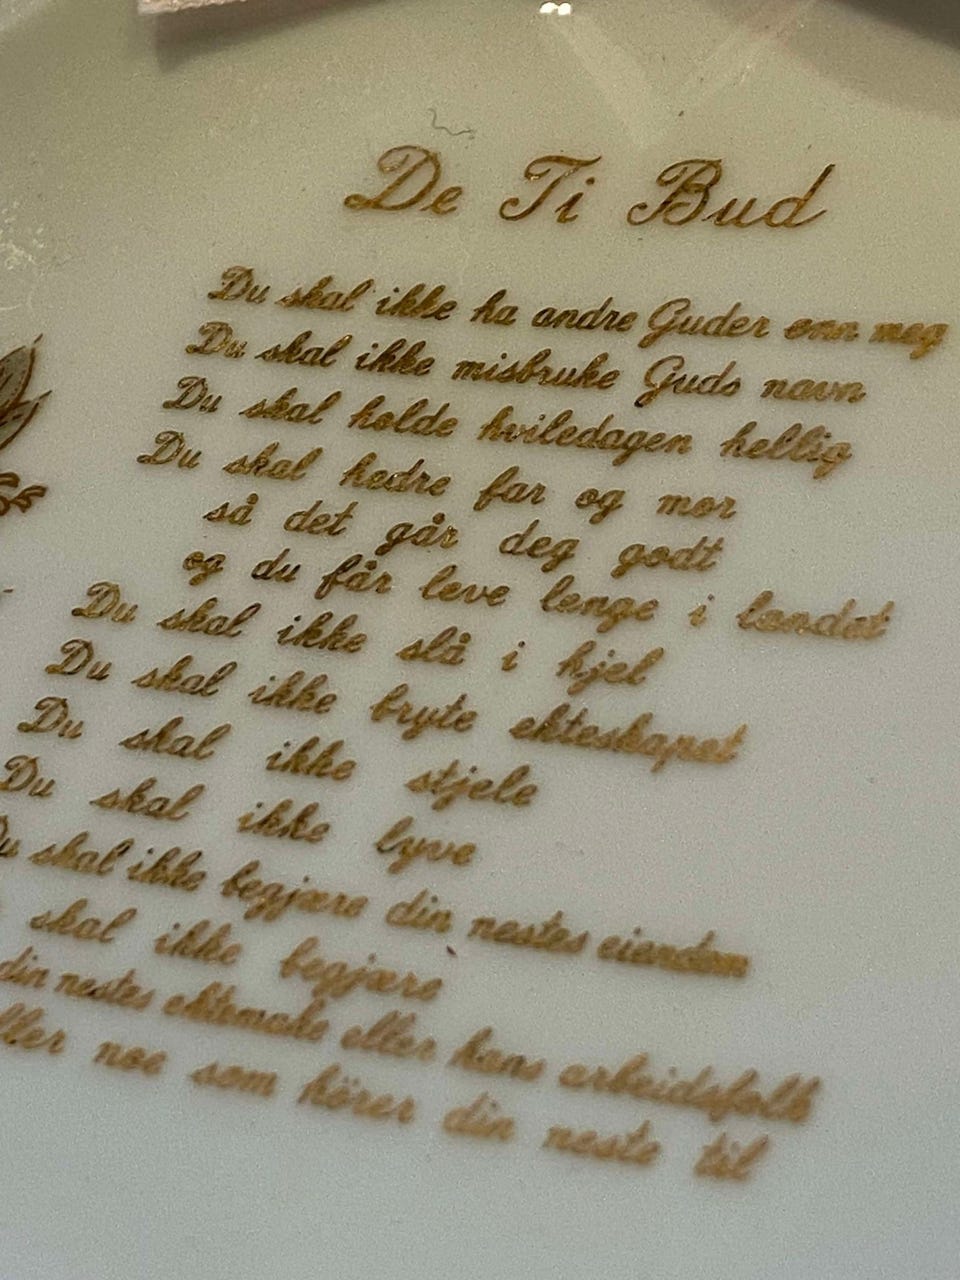 De Ti Bud
Du skal ikke ha andre Guder enn meg
Du skal ikke misbruke Guds navn
Du skal holde hviledagen hellig
Du skal hedre far og mor
så det går deg godt
og du får leve lenge i landet
Du skal ikke slå i hjel
Du skal ikke bryte ekteskapet
Du skal ikke stjele
Du skal ikke lyve
Du skal ikke begjære din nestes eiendom
skal ikke begjære
din nestes ektemake eller hans arbeidsfolk
ller noe som hörer din neste til